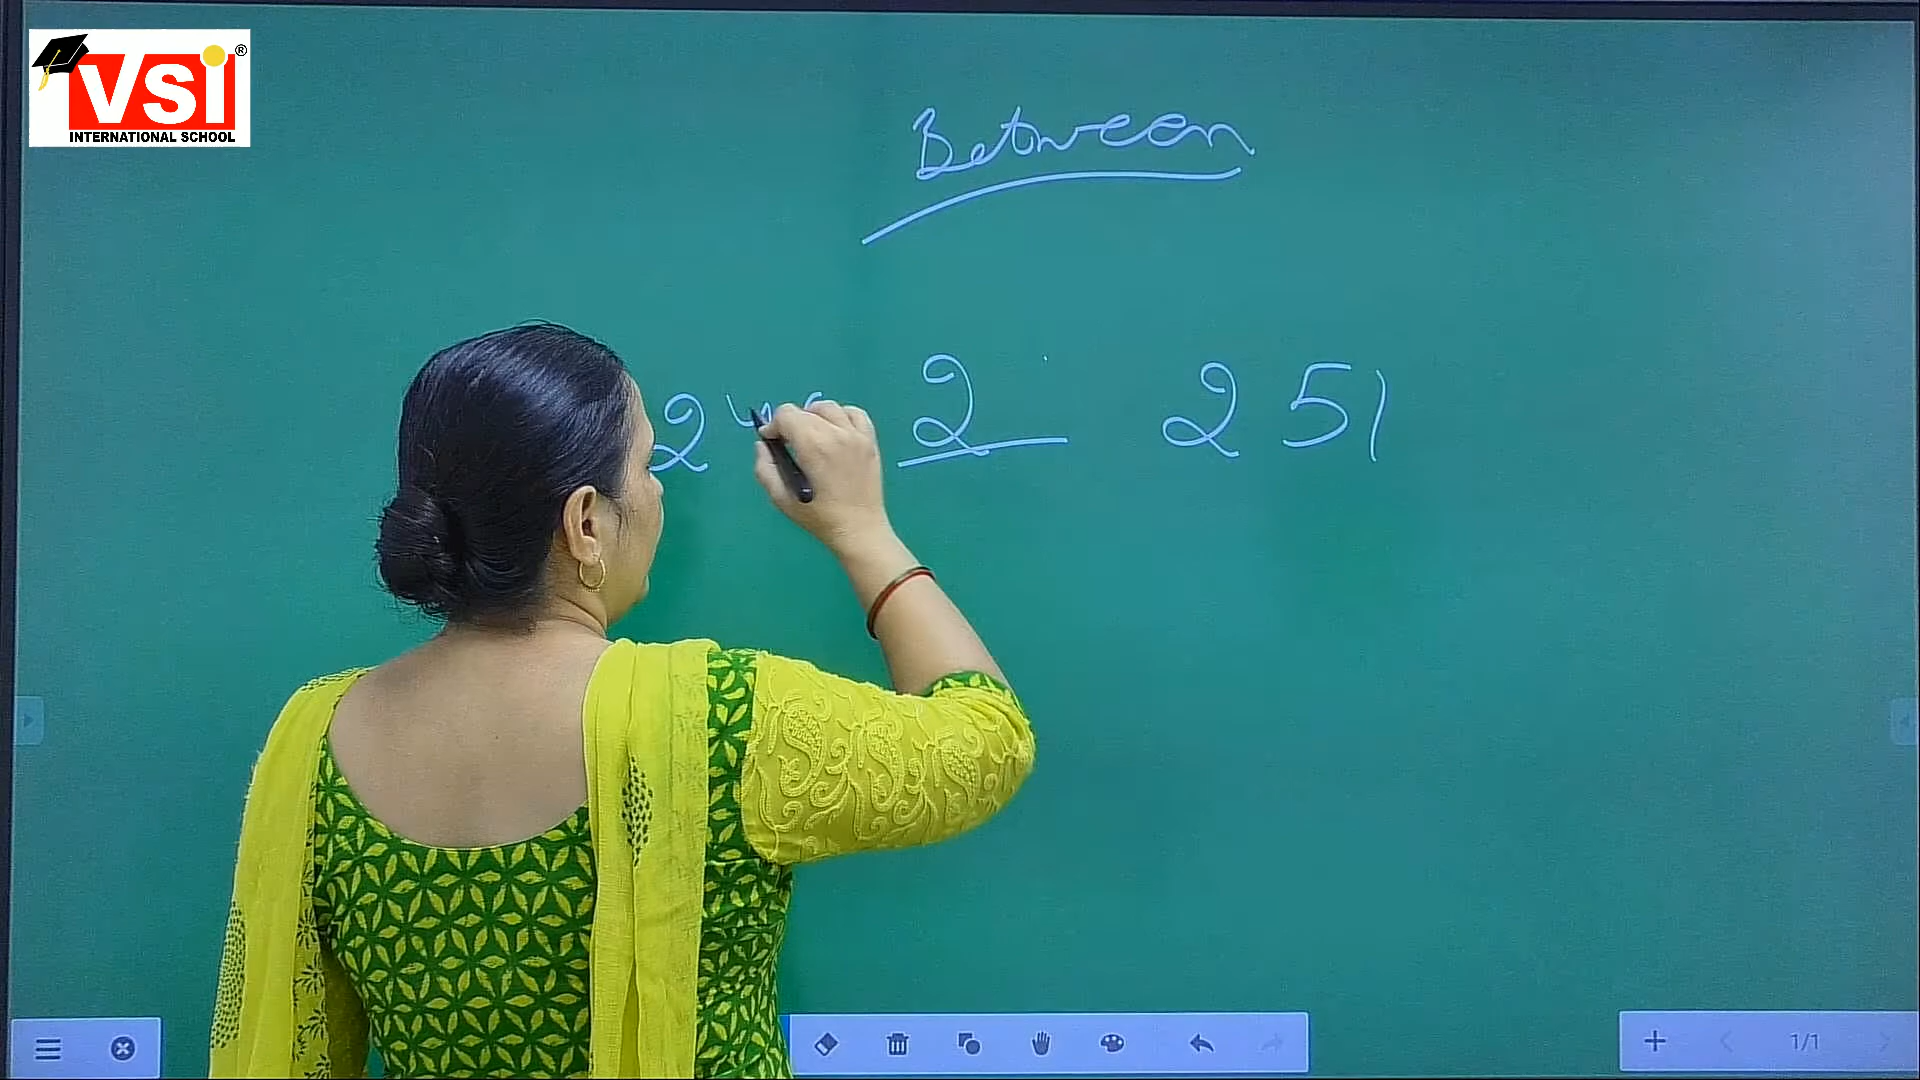 VSI®
INTERNATIONAL SCHOOL
Between
2 2 251
1/1